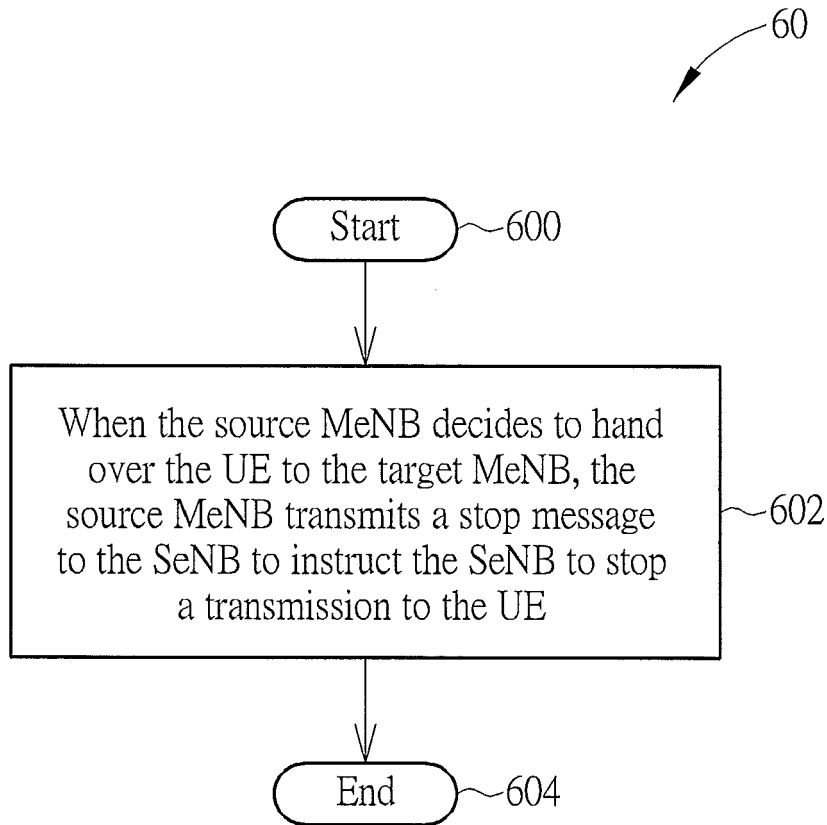 60
Start
600
When the source MeNB decides to hand
over the UE to the target MeNB, the
source MeNB transmits a stop message
to the SeNB to instruct the SeNB to stop
a transmission to the UE
602
End
604